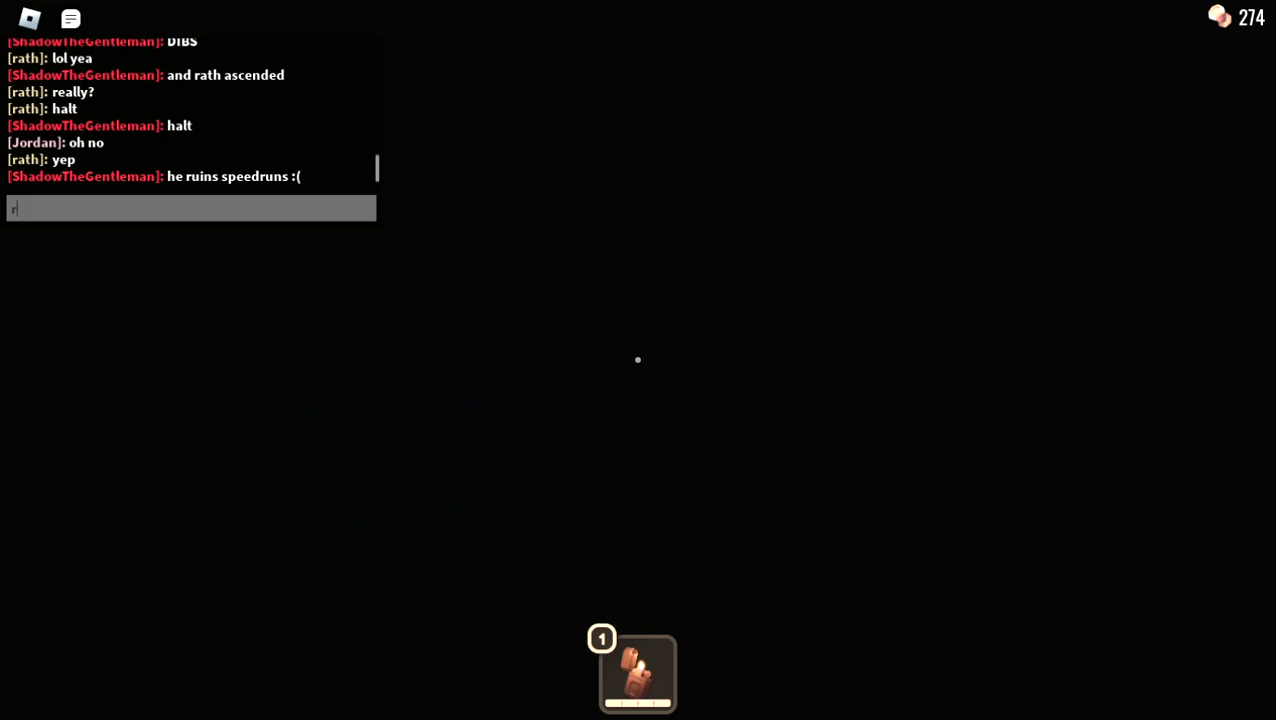 274
[ShadowTheGentleman]: DIBS
[rath]: lol yea
[ShadowTheGentleman]: and rath ascended
[rath]: really?
[rath]: halt
[ShadowTheGentleman]: halt
[Jordan]: oh no
[rath]: yep
[ShadowTheGentleman]: he ruins speedruns :(
r
1